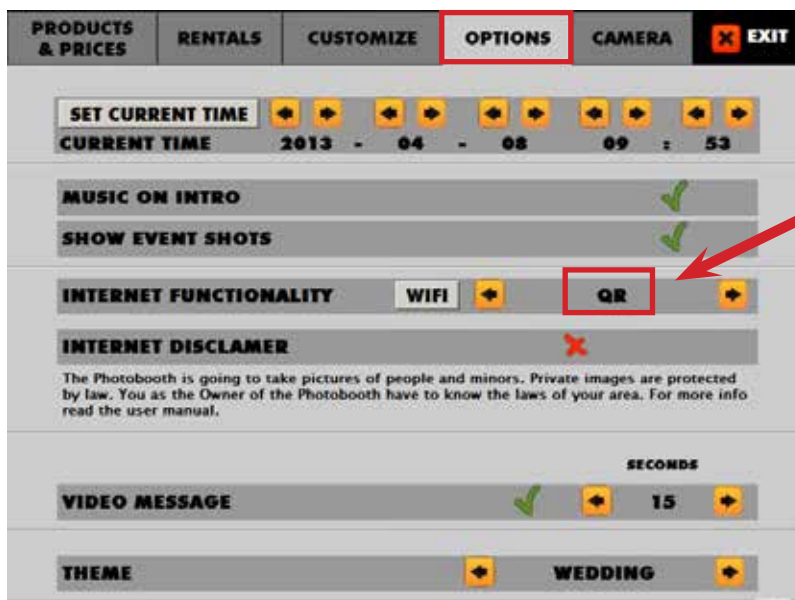 PRODUCTS & PRICES
RENTALS
CUSTOMIZE
OPTIONS
CAMERA
X EXIT
SET CURRENT TIME
CURRENT TIME 2013 - 04 - 08 09 : 53
MUSIC ON INTRO
SHOW EVENT SHOTS
INTERNET FUNCTIONALITY WIFI QR
INTERNET DISCLAMER
The Photobooth is going to take pictures of people and minors. Private images are protected
by law. You as the Owner of the Photobooth have to know the laws of your area. For more info
read the user manual.
SECONDS
VIDEO MESSAGE 15
THEME WEDDING